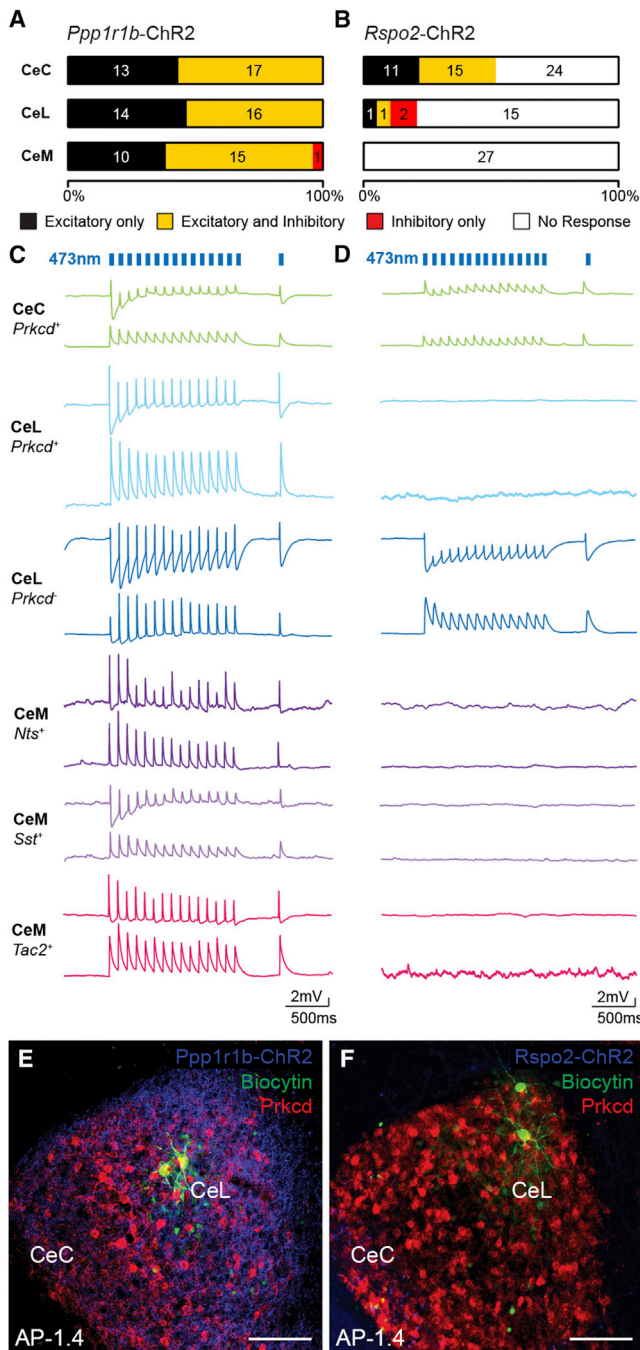 A Ppp1r1b-ChR2
B Rspo2-ChR2
CeC 13 17 11 15 24
CeL 14 16 1 1 2 15
CeM 10 15 1 27
0% 100% 0% 100%
Excitatory only Excitatory and Inhibitory Inhibitory only No Response
C 473nm
D 473nm
CeC
Prkcd+
CeL
Prkcd+
CeL
Prkcd-
CeM
Nts+
CeM
Sst+
CeM
Tac2+
2mV
500ms
2mV
500ms
E Ppp1r1b-ChR2
Biocytin
Prkcd
CeL
CeC
AP-1.4
F Rspo2-ChR2
Biocytin
Prkcd
CeL
CeC
AP-1.4